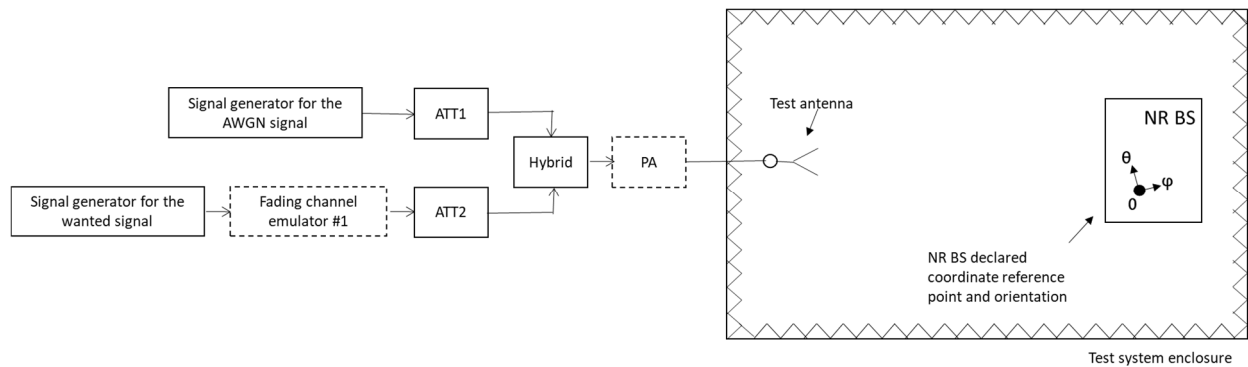 Signal generator for the
AWGN signal
ATT1
Signal generator for the
wanted signal
Fading channel
emulator #1
ATT2
Hybrid
PA
Test antenna
NR BS
θ
φ
0
NR BS declared
coordinate reference
point and orientation
Test system enclosure